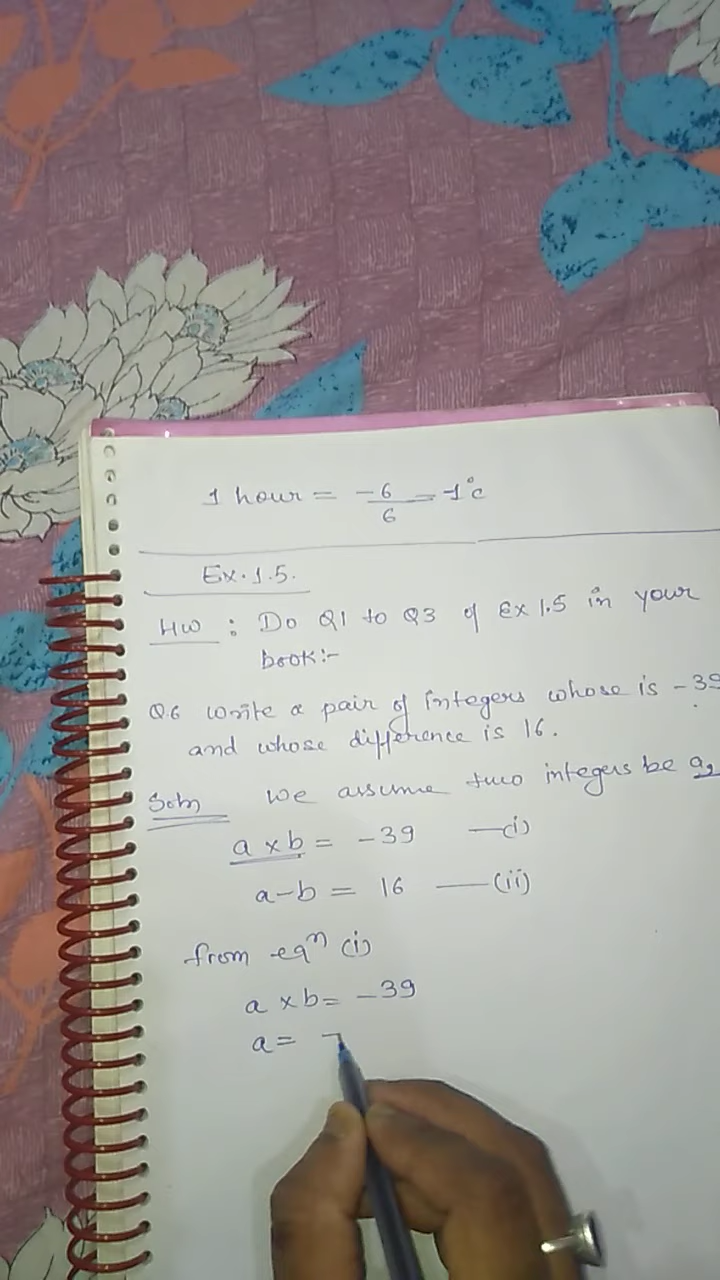 1 hour = -6/6 = -1°c
Ex. 1.5.
HW : Do Q1 to Q3 of Ex 1.5 in your
book:-
Q.6 Write a pair of integers whose is -39
and whose difference is 16.
Soln We assume two integers be a,
a × b = -39 —(i)
a-b = 16 —(ii)
from eqn (i)
a × b = -39
a = -